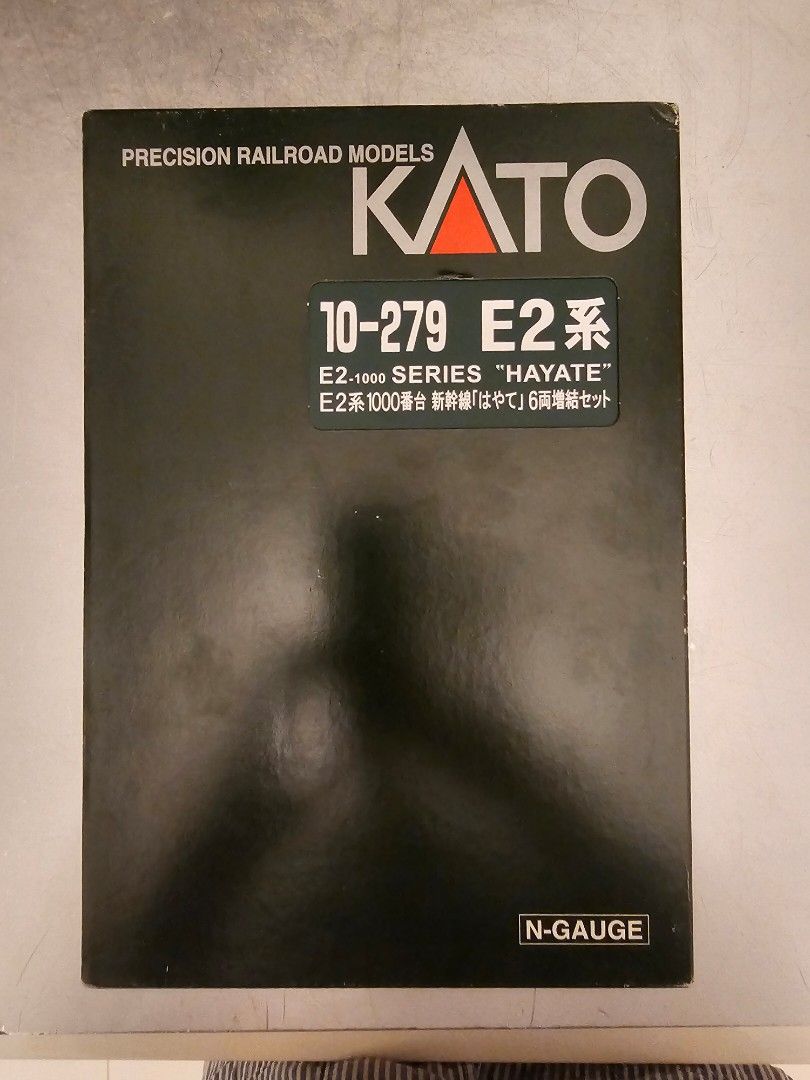 PRECISION RAILROAD MODELS
KATO
10-279 E2系
E2-1000 SERIES "HAYATE"
E2系1000番台 新幹線「はやて」6両増結セット
N-GAUGE